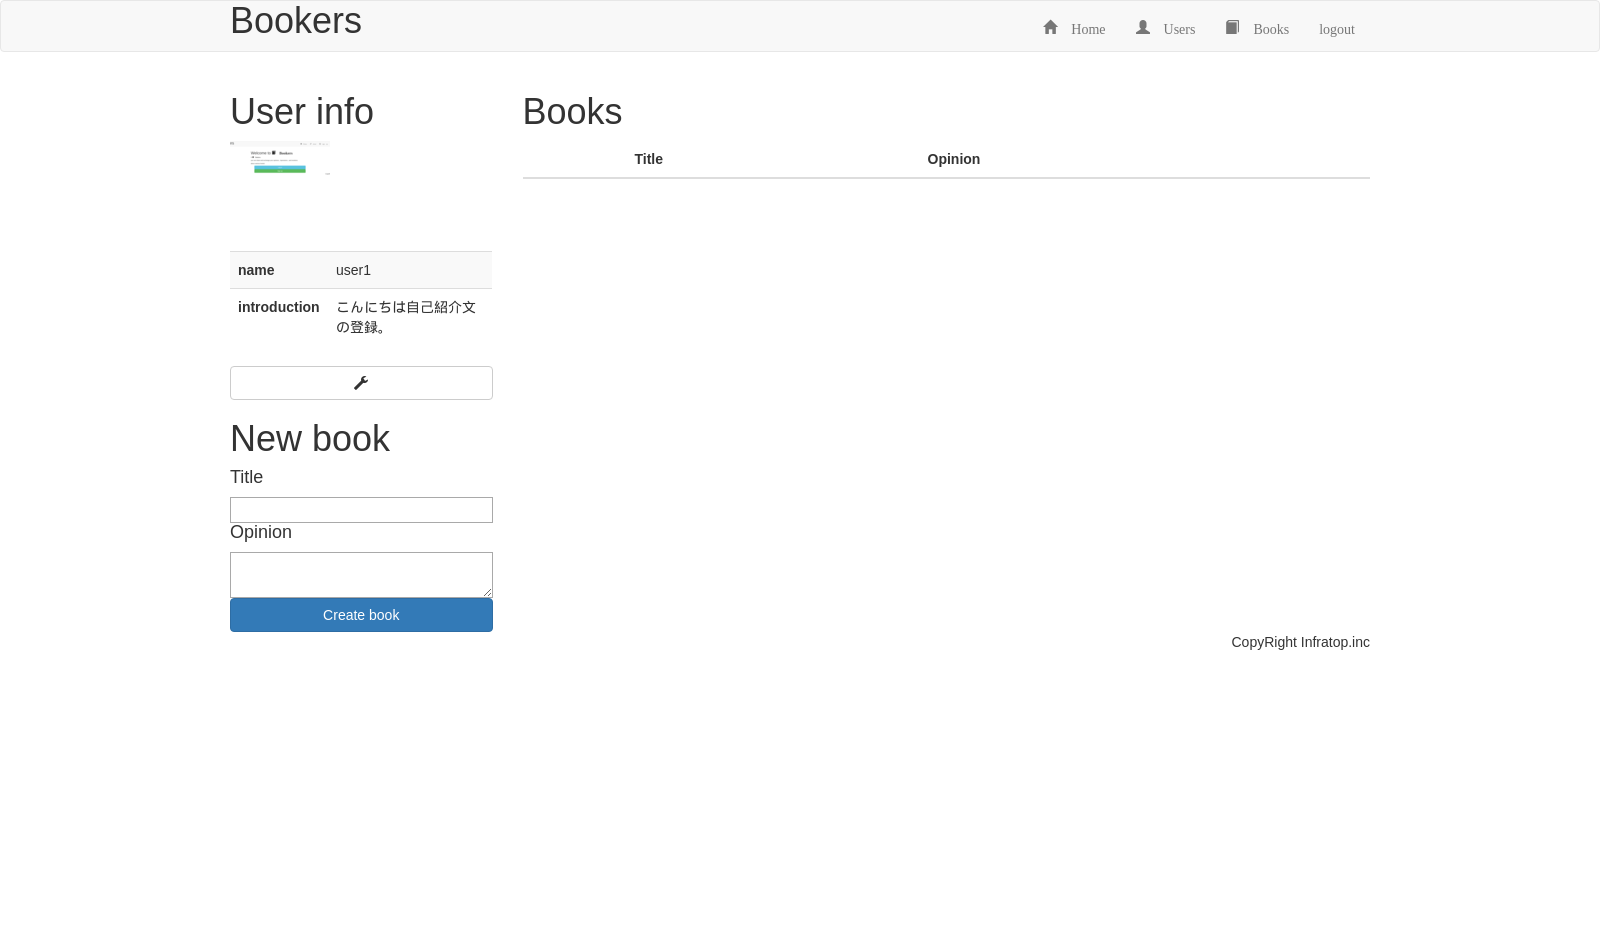 Bookers
Home Users Books logout
User info
Books
Title Opinion
name user1
introduction こんにちは自己紹介文
の登録。
New book
Title
Opinion
Create book
CopyRight Infratop.inc